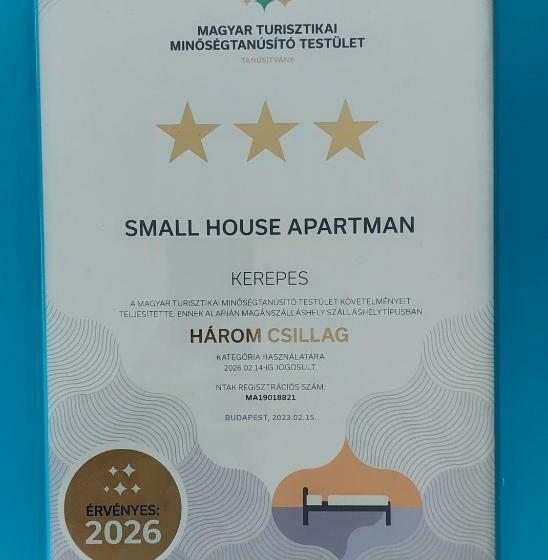 MAGYAR TURISZTIKAI
MINŐSÉGTANÚSÍTÓ TESTÜLET
TANÚSÍTVÁNY
SMALL HOUSE APARTMAN
KEREPES
A MAGYAR TURISZTIKAI MINŐSÉGTANÚSÍTÓ TESTÜLET KÖVETELMÉNYEIT
TELJESÍTETTE, ENNEK ALAPJÁN MAGÁNSZÁLLÁSHELY SZÁLLÁSHELYTÍPUSBAN
HÁROM CSILLAG
KATEGÓRIA HASZNÁLATÁRA
2026.02.14-IG JOGOSULT.
NTAK REGISZTRÁCIÓS SZÁM:
MA19018821
BUDAPEST, 2023.02.15.
ÉRVÉNYES:
2026